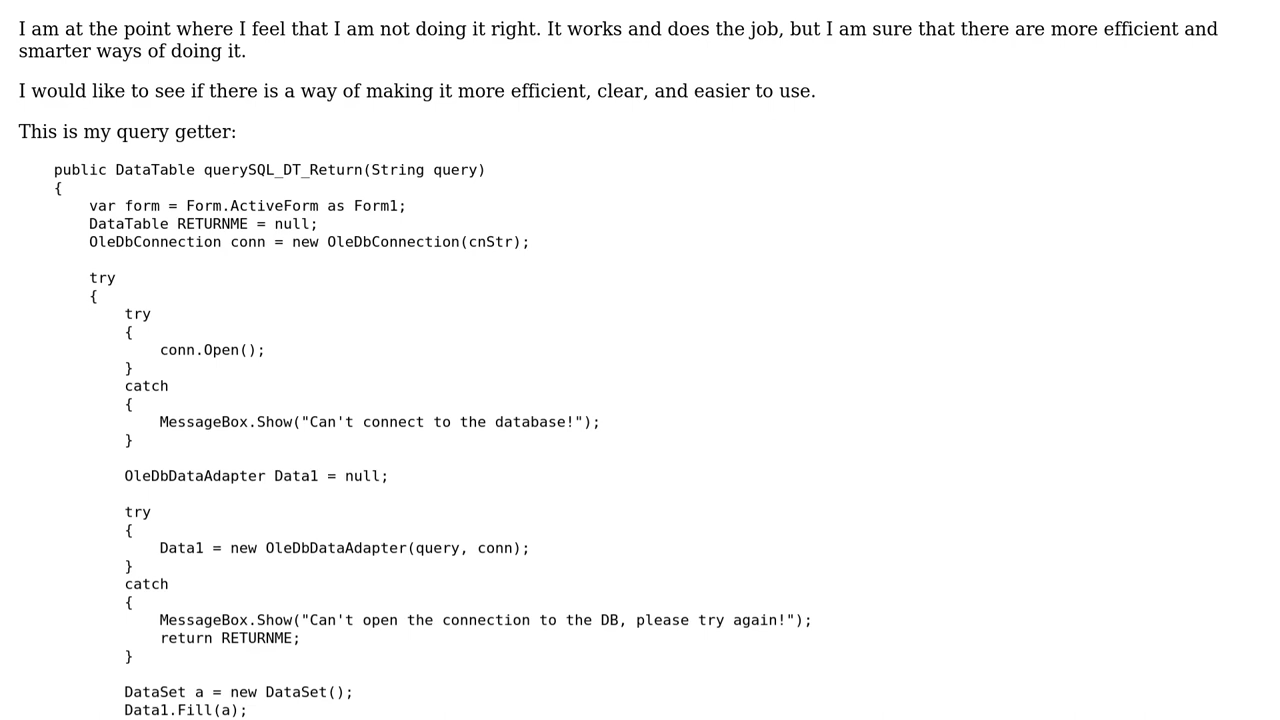 I am at the point where I feel that I am not doing it right. It works and does the job, but I am sure that there are more efficient and
smarter ways of doing it.
I would like to see if there is a way of making it more efficient, clear, and easier to use.
This is my query getter:
public DataTable querySQL_DT_Return(String query)
{
var form = Form.ActiveForm as Form1;
DataTable RETURNME = null;
OleDbConnection conn = new OleDbConnection(cnStr);
try
{
try
{
conn.Open();
}
catch
{
MessageBox.Show("Can't connect to the database!");
}
OleDbDataAdapter Data1 = null;
try
{
Data1 = new OleDbDataAdapter(query, conn);
}
catch
{
MessageBox.Show("Can't open the connection to the DB, please try again!");
return RETURNME;
}
DataSet a = new DataSet();
Data1.Fill(a);